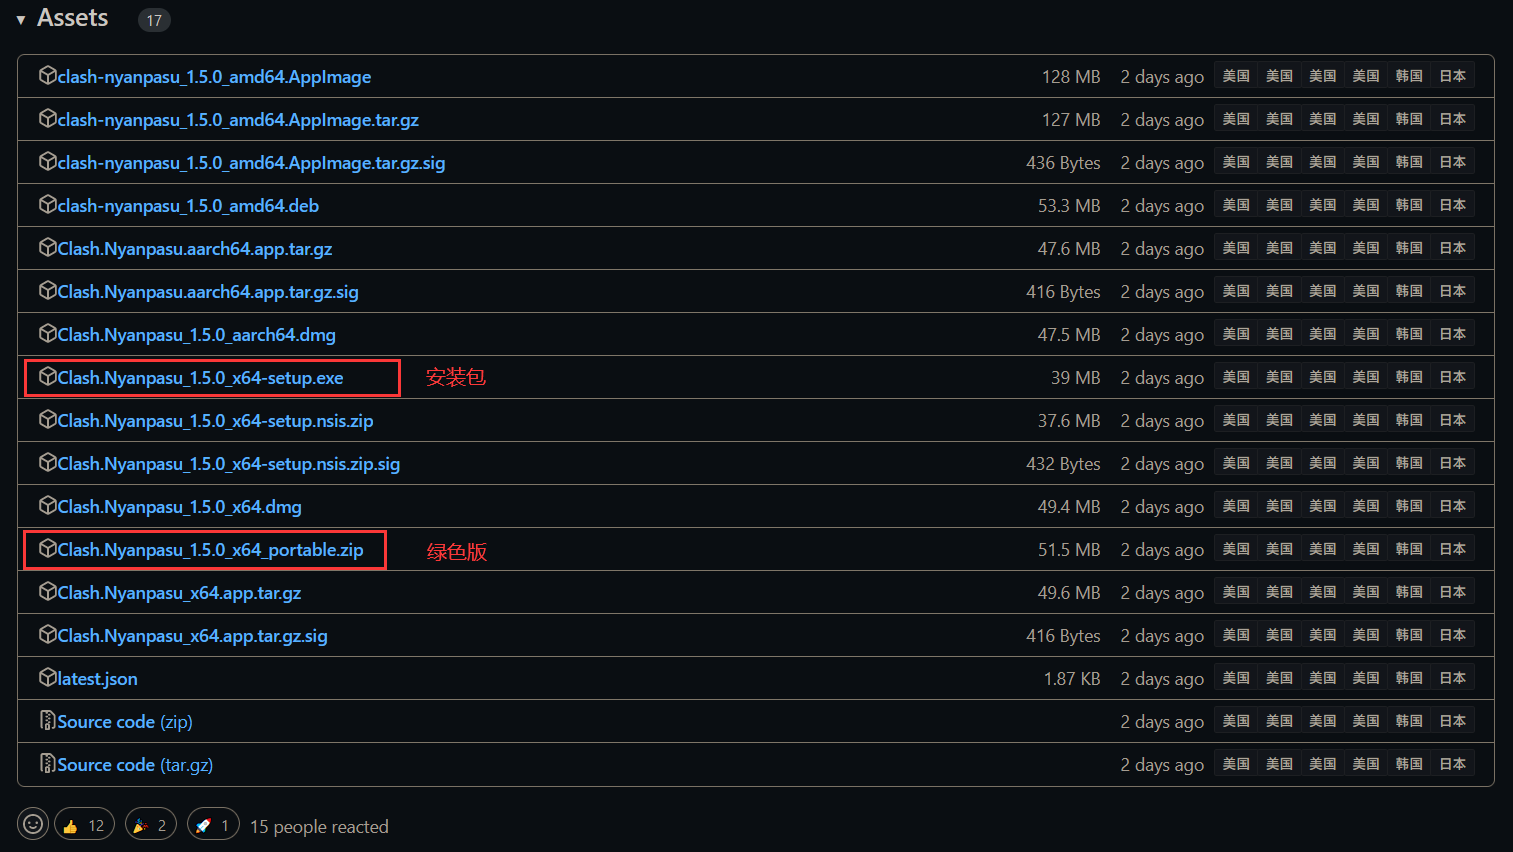 Assets 17
clash-nyanpasu_1.5.0_amd64.AppImage 128 MB 2 days ago 美国 美国 美国 美国 韩国 日本
clash-nyanpasu_1.5.0_amd64.AppImage.tar.gz 127 MB 2 days ago 美国 美国 美国 美国 韩国 日本
clash-nyanpasu_1.5.0_amd64.AppImage.tar.gz.sig 436 Bytes 2 days ago 美国 美国 美国 美国 韩国 日本
clash-nyanpasu_1.5.0_amd64.deb 53.3 MB 2 days ago 美国 美国 美国 美国 韩国 日本
Clash.Nyanpasu.aarch64.app.tar.gz 47.6 MB 2 days ago 美国 美国 美国 美国 韩国 日本
Clash.Nyanpasu.aarch64.app.tar.gz.sig 416 Bytes 2 days ago 美国 美国 美国 美国 韩国 日本
Clash.Nyanpasu_1.5.0_aarch64.dmg 47.5 MB 2 days ago 美国 美国 美国 美国 韩国 日本
Clash.Nyanpasu_1.5.0_x64-setup.exe 安装包 39 MB 2 days ago 美国 美国 美国 美国 韩国 日本
Clash.Nyanpasu_1.5.0_x64-setup.nsis.zip 37.6 MB 2 days ago 美国 美国 美国 美国 韩国 日本
Clash.Nyanpasu_1.5.0_x64-setup.nsis.zip.sig 432 Bytes 2 days ago 美国 美国 美国 美国 韩国 日本
Clash.Nyanpasu_1.5.0_x64.dmg 49.4 MB 2 days ago 美国 美国 美国 美国 韩国 日本
Clash.Nyanpasu_1.5.0_x64_portable.zip 绿色版 51.5 MB 2 days ago 美国 美国 美国 美国 韩国 日本
Clash.Nyanpasu_x64.app.tar.gz 49.6 MB 2 days ago 美国 美国 美国 美国 韩国 日本
Clash.Nyanpasu_x64.app.tar.gz.sig 416 Bytes 2 days ago 美国 美国 美国 美国 韩国 日本
latest.json 1.87 KB 2 days ago 美国 美国 美国 美国 韩国 日本
Source code (zip) 2 days ago 美国 美国 美国 美国 韩国 日本
Source code (tar.gz) 2 days ago 美国 美国 美国 美国 韩国 日本
12 2 1 15 people reacted